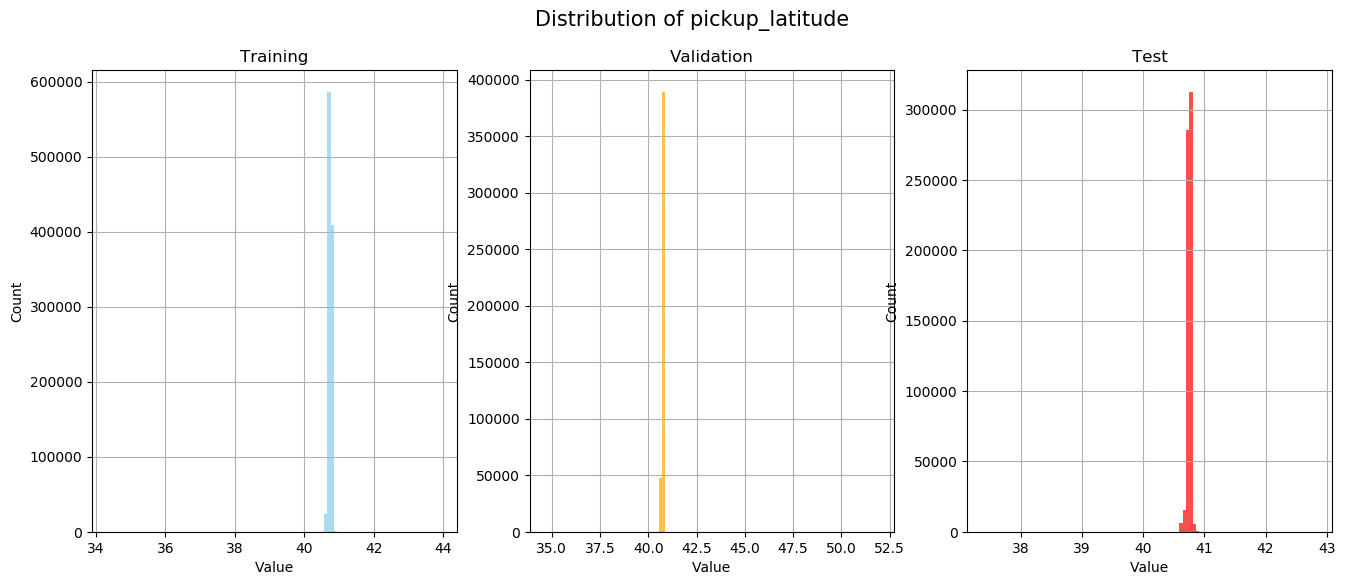 Distribution of pickup_latitude
Training
600000
500000
400000
300000
200000
100000
0
Count
34 36 38 40 42 44
Value
Validation
400000
350000
300000
250000
200000
150000
100000
50000
0
Count
35.0 37.5 40.0 42.5 45.0 47.5 50.0 52.5
Value
Test
300000
250000
200000
150000
100000
50000
0
Count
38 39 40 41 42 43
Value